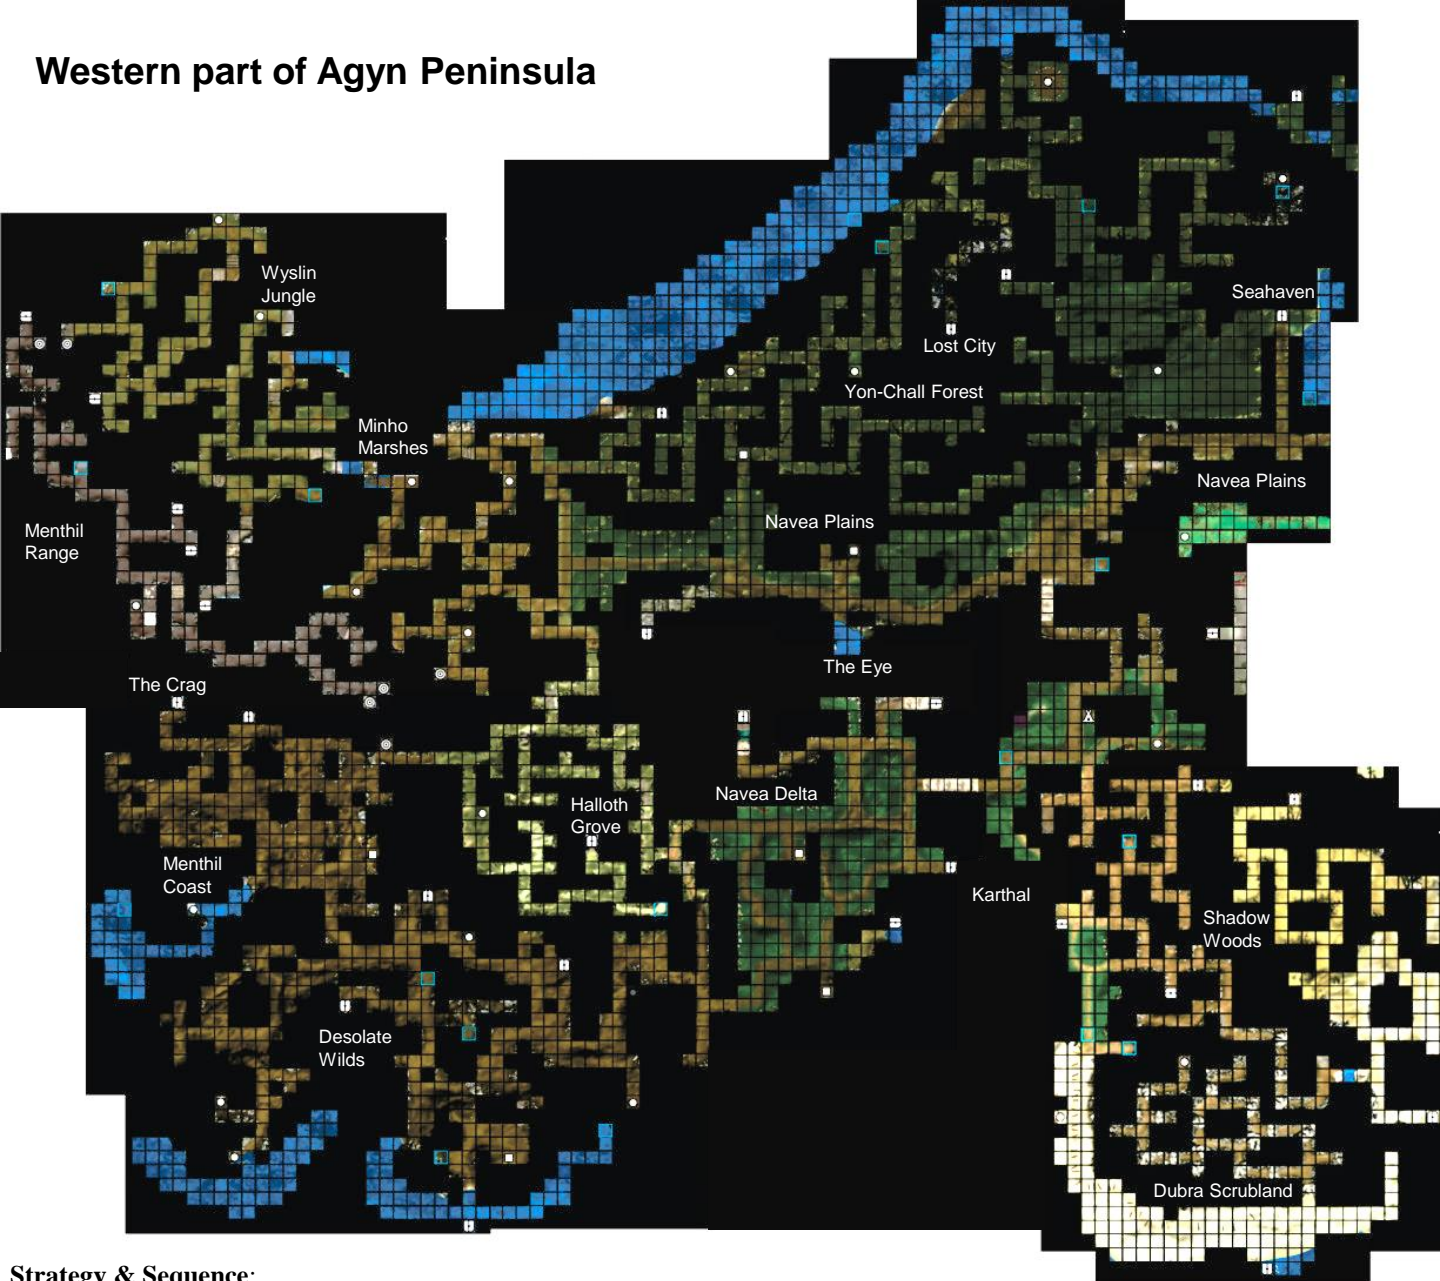 Western part of Agyn Peninsula
Wyslin
Jungle
Seahaven
Lost City
Yon-Chall Forest
Minho
Marshes
Navea Plains
Navea Plains
Menthil
Range
The Eye
The Crag
Navea Delta
Halloth
Grove
Menthil
Coast
Karthal
Shadow
Woods
Desolate
Wilds
Dubra Scrubland
Strategy & Sequence: